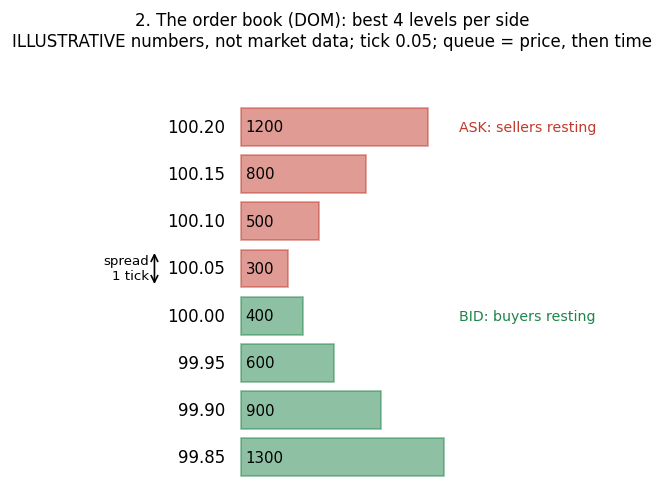 2. The order book (DOM): best 4 levels per side
ILLUSTRATIVE numbers, not market data; tick 0.05; queue = price, then time
100.20 1200 ASK: sellers resting
100.15 800
100.10 500
spread
1 tick
100.05 300
100.00 400 BID: buyers resting
99.95 600
99.90 900
99.85 1300